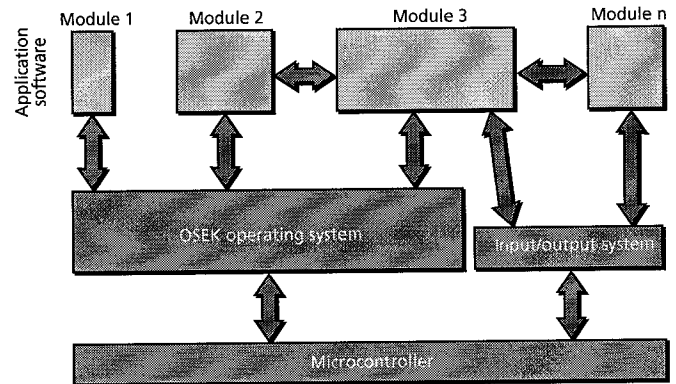 Module 1
Module 2
Module 3
Module n
Application
software
OSEK operating system
Input/output system
Microcontroller